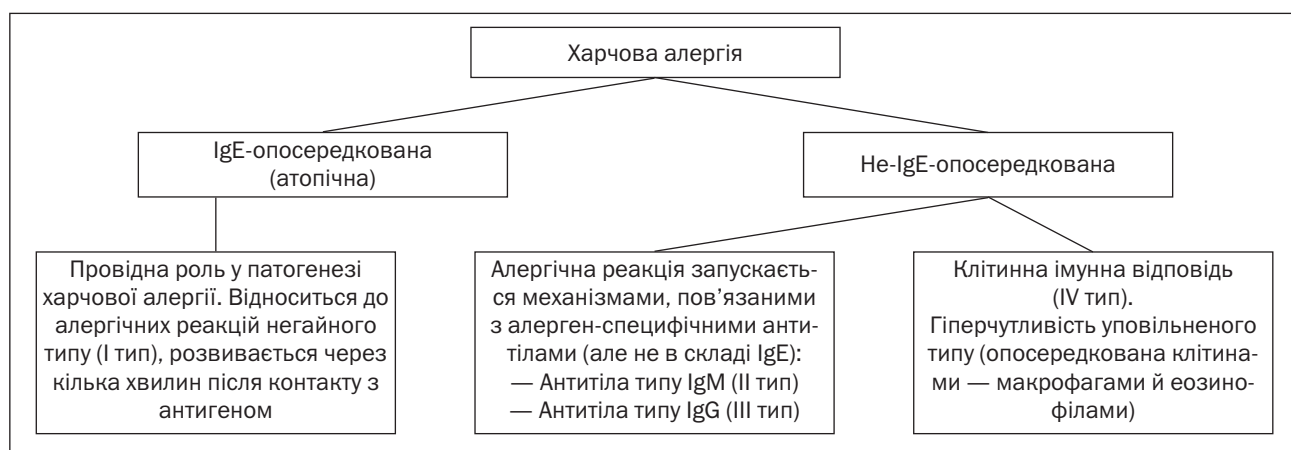 Харчова алергія
IgE-опосередкована
(атопічна)
Не-IgE-опосередкована
Провідна роль у патогенезі
харчової алергії. Відноситься до
алергічних реакцій негайного
типу (I тип), розвивається через
кілька хвилин після контакту з
антигеном
Алергічна реакція запускаєть-
ся механізмами, пов’язаними
з алерген-специфічними анти-
тілами (але не в складі IgE):
— Антитіла типу IgM (II тип)
— Антитіла типу IgG (III тип)
Клітинна імунна відповідь
(IV тип).
Гіперчутливість уповільненого
типу (опосередкована клітина-
ми — макрофагами й еозино-
філами)